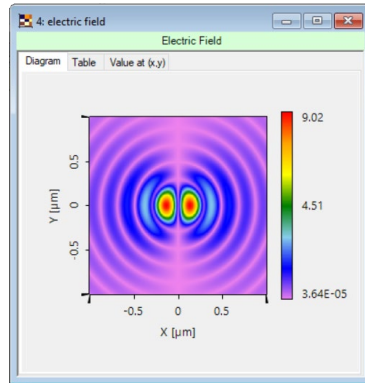 4: electric field
Electric Field
Diagram Table Value at (x,y)
9.02
4.51
3.64E-05
0.5
0
-0.5
Y [µm]
-0.5 0 0.5
X [µm]